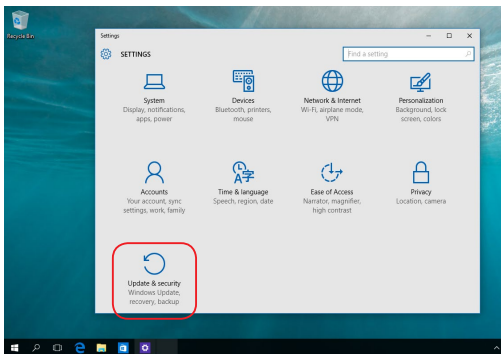 Recycle Bin
Settings
SETTINGS
Find a setting
System
Display, notifications,
apps, power
Devices
Bluetooth, printers,
mouse
Network & Internet
Wi-Fi, airplane mode,
VPN
Personalization
Background, lock
screen, colors
Accounts
Your account, sync
settings, work, family
Time & language
Speech, region, date
Ease of Access
Narrator, magnifier,
high contrast
Privacy
Location, camera
Update & security
Windows Update,
recovery, backup